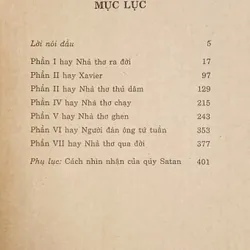 MỤC LỤC
Lời nói đầu 5
Phần I hay Nhà thơ ra đời 17
Phần II hay Xavier 97
Phần II hay Nhà thơ thủ dâm 129
Phần IV hay Nhà thơ chạy 215
Phần V hay Nhà thơ ghen 243
Phần VI hay Người đàn ông tứ tuần 353
Phần VII hay Nhà thơ qua đời 377
Phụ lục: Cách nhìn nhận của qủy Satan 401